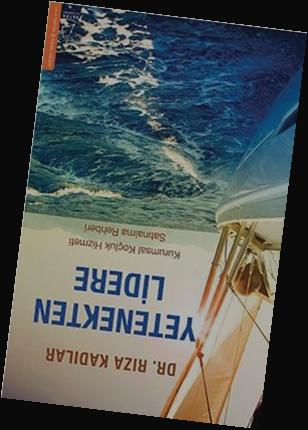 DR. RIZA KADILAR
YETENEKTEN
LİDERE
Kurumsal Koçluk Hizmeti
Satınalma Rehberi